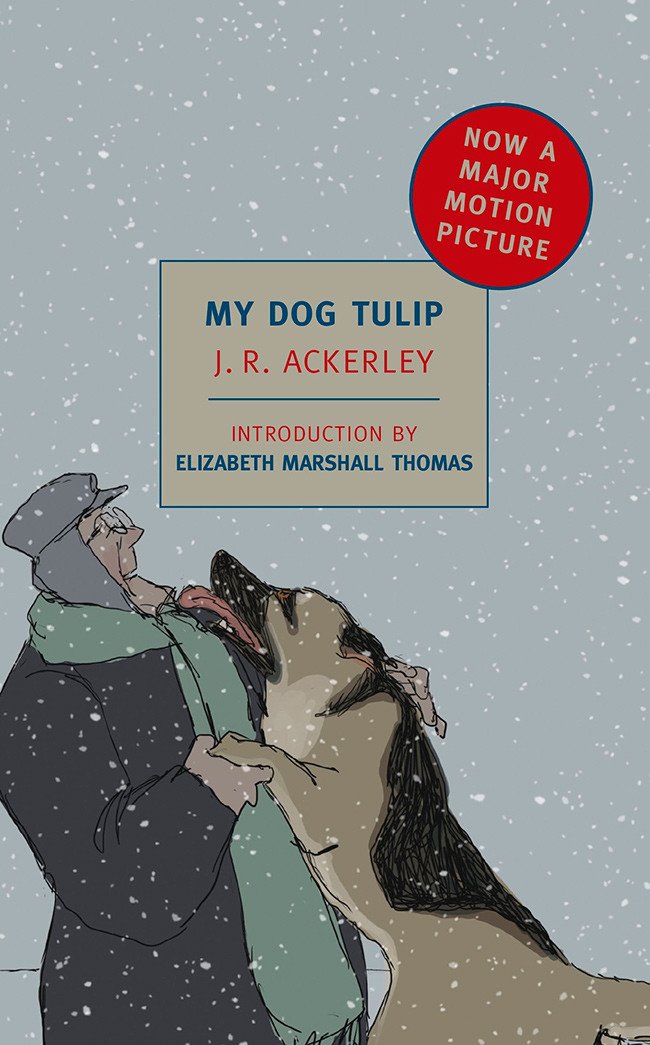 NOW A
MAJOR
MOTION
PICTURE
MY DOG TULIP
J. R. ACKERLEY
INTRODUCTION BY
ELIZABETH MARSHALL THOMAS